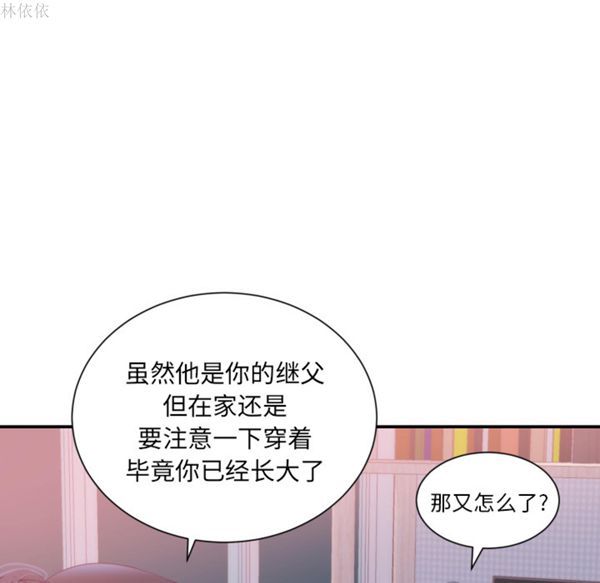 林依依
虽然他是你的继父
但在家还是
要注意一下穿着
毕竟你已经长大了
那又怎么了?